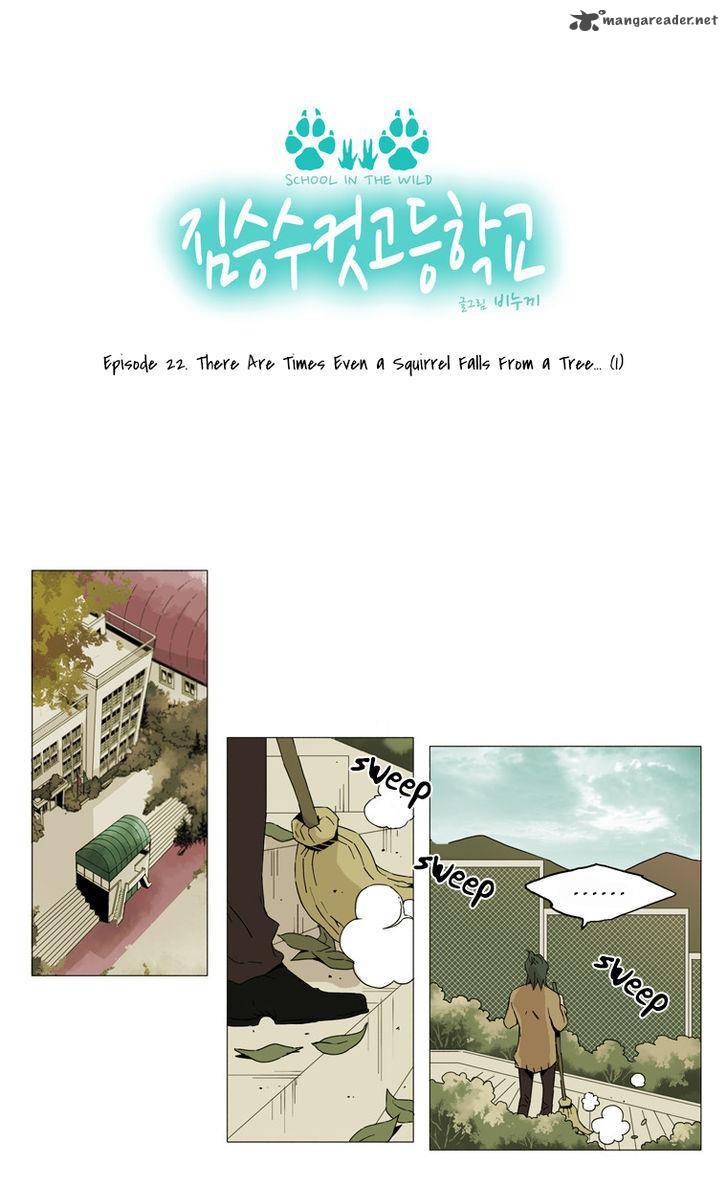 mangareader.net
SCHOOL IN THE WILD
짐승수컷고등학교
글그림 비누끼
Episode 22. There Are Times Even a Squirrel Falls From a Tree... (1)
sweep
sweep
......
sweep